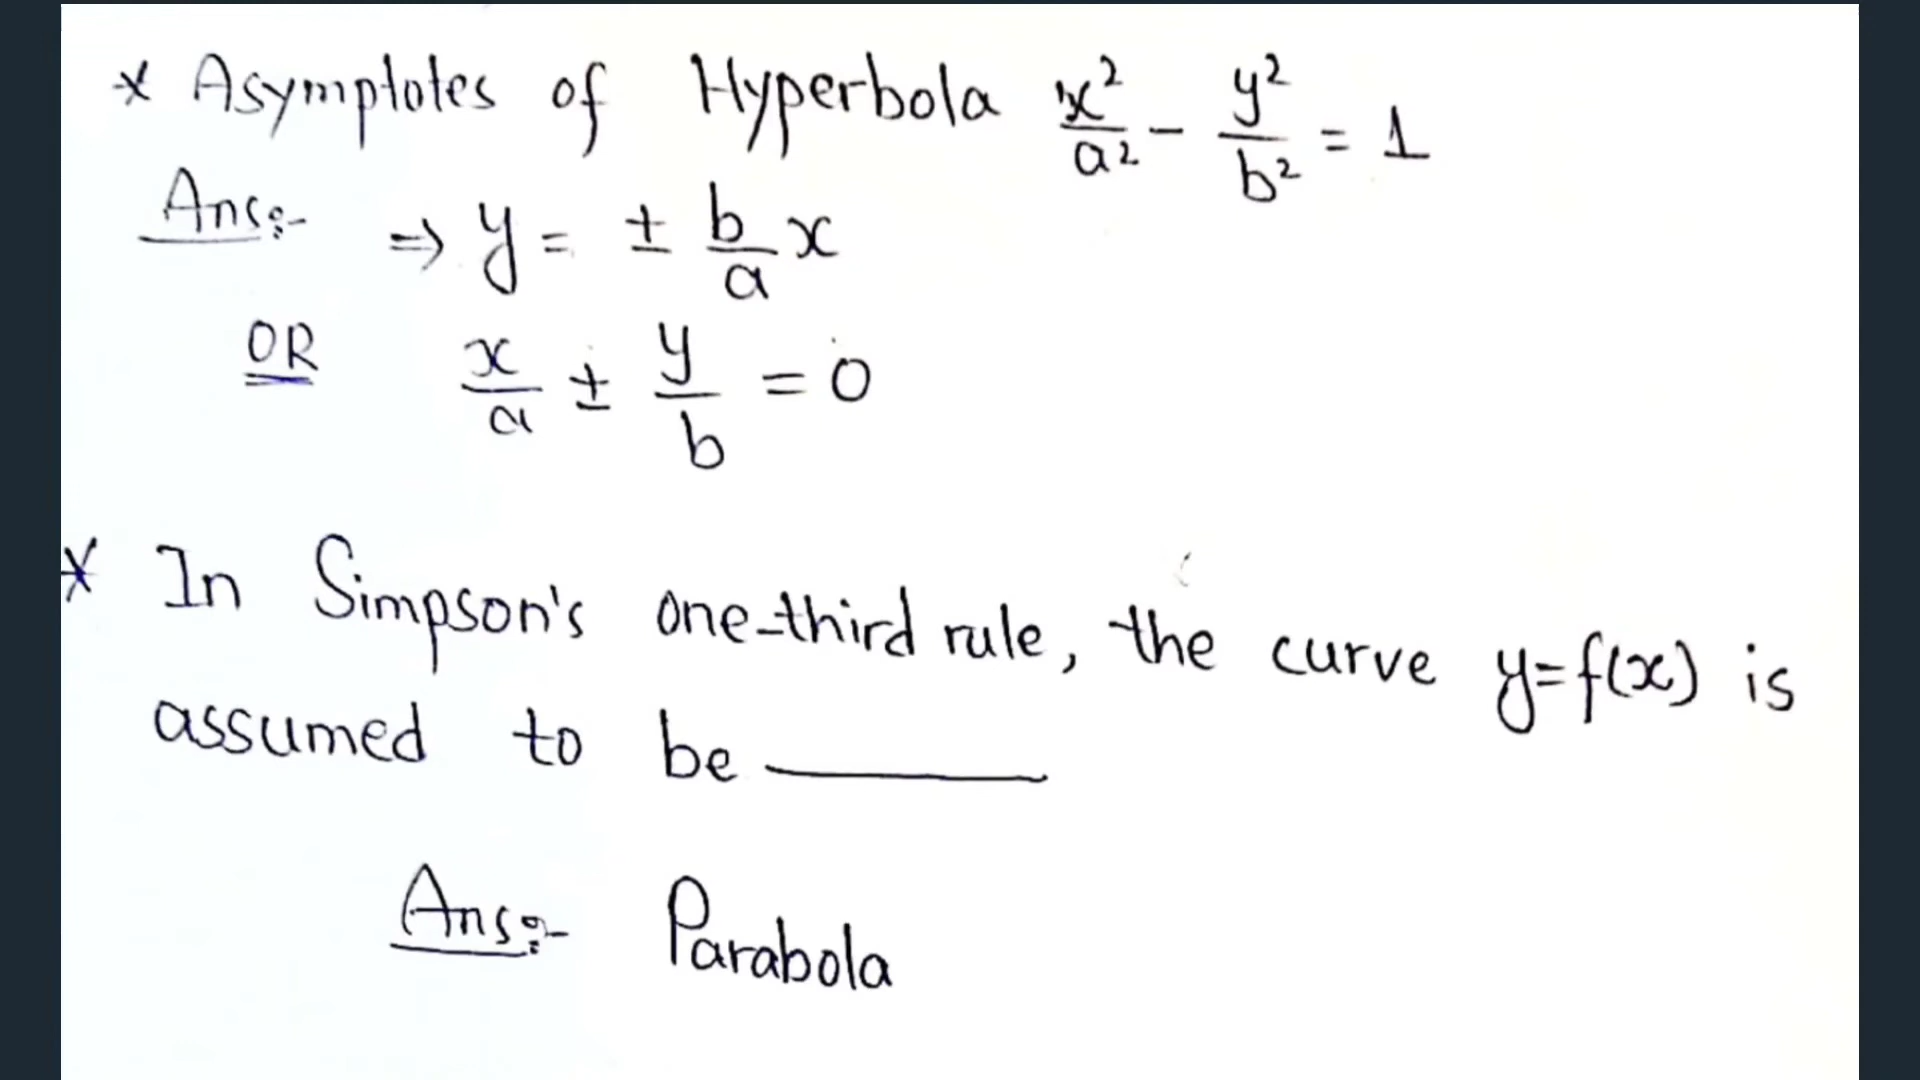 * Asymptotes of Hyperbola x²/a² - y²/b² = 1
Ans:- ⇒ y = ± b/a x
OR x/a ± y/b = 0
* In Simpson's one-third rule, the curve y=f(x) is
assumed to be ______
Ans:- Parabola